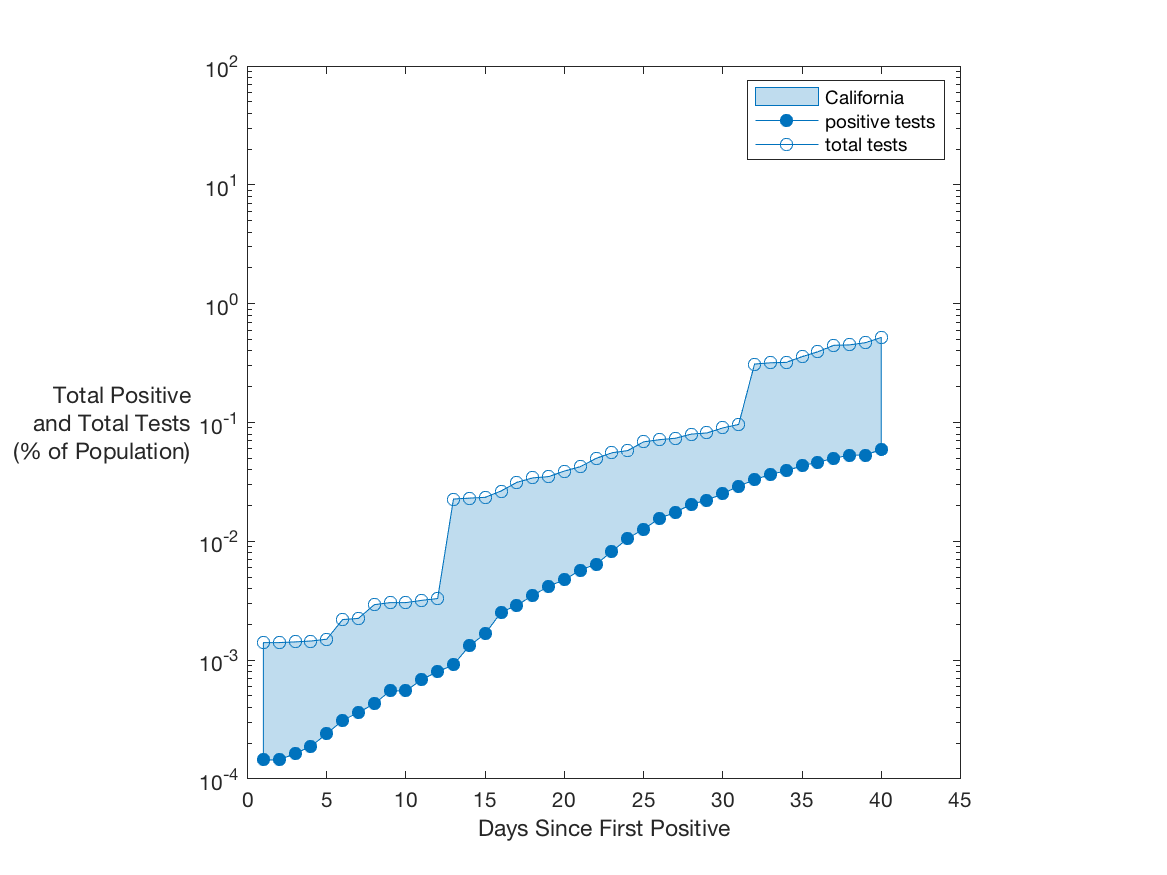 10^2
10^1
10^0
10^-1
10^-2
10^-3
10^-4
Total Positive
and Total Tests
(% of Population)
California
positive tests
total tests
0 5 10 15 20 25 30 35 40 45
Days Since First Positive